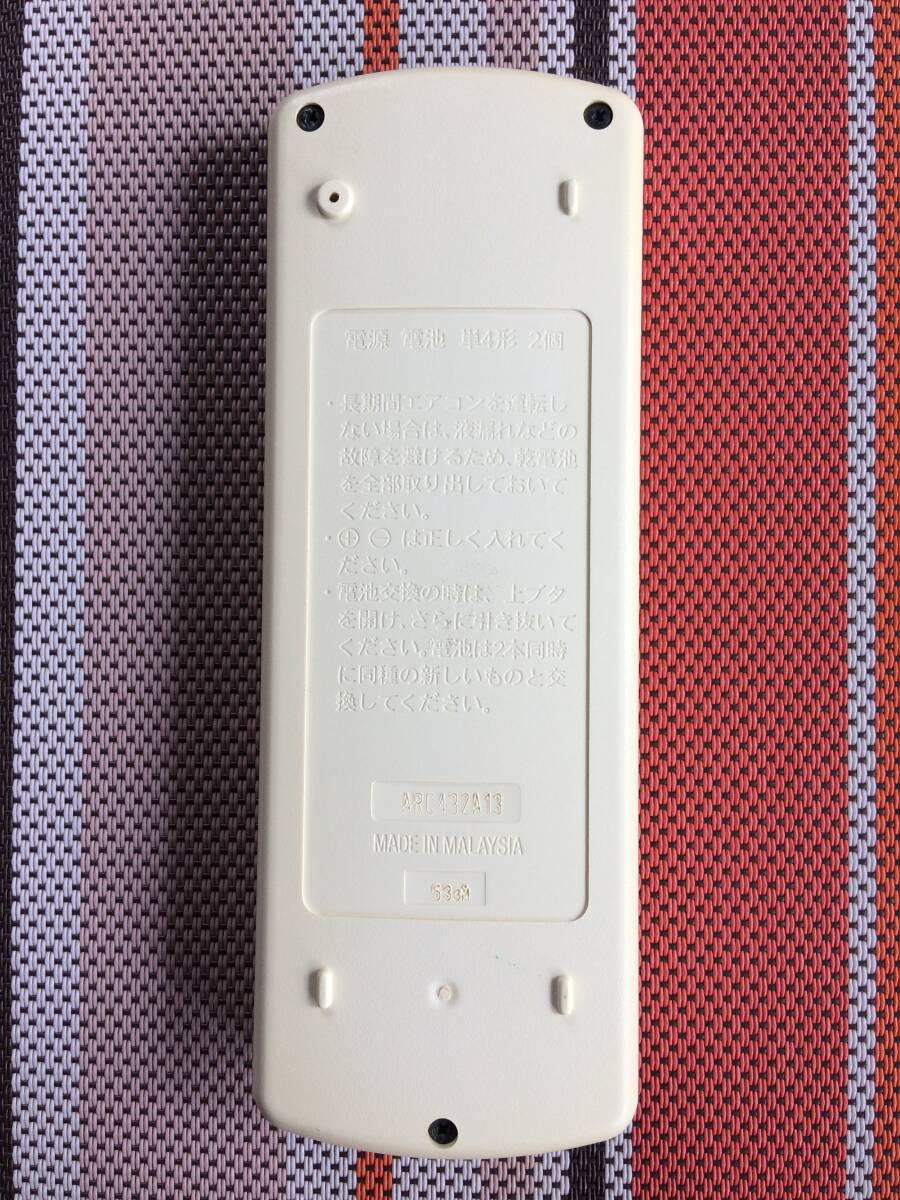 電源 電池 単4形 2個
・長期間エアコンを運転し
ない場合は、液漏れなどの
故障を避けるため、乾電池
を全部取り出しておいて
ください。
・⊕ ⊖ は正しく入れてく
ださい。
・電池交換の時は、上ブタ
を開け、さらに引き抜いて
ください。電池は2本同時
に同種の新しいものと交
換してください。
ARC432A13
MADE IN MALAYSIA